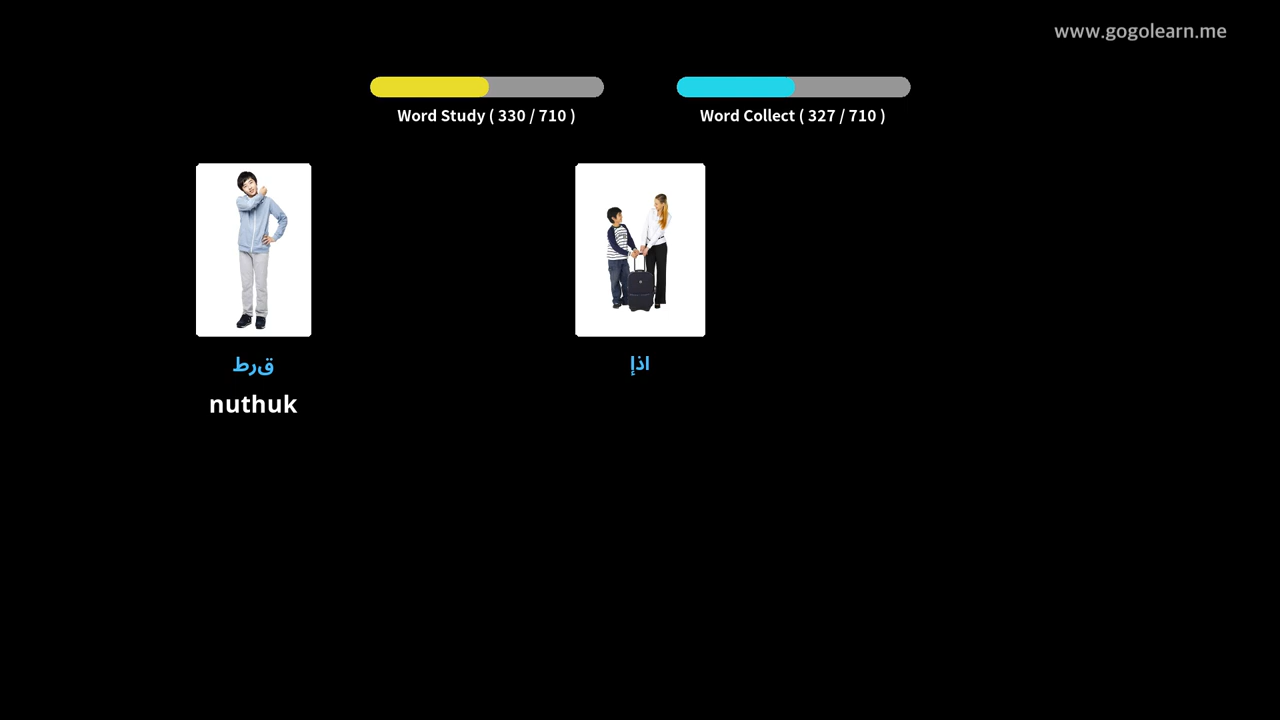 www.gogolearn.me
Word Study ( 330 / 710 )
Word Collect ( 327 / 710 )
قرط
اذإ
nuthuk